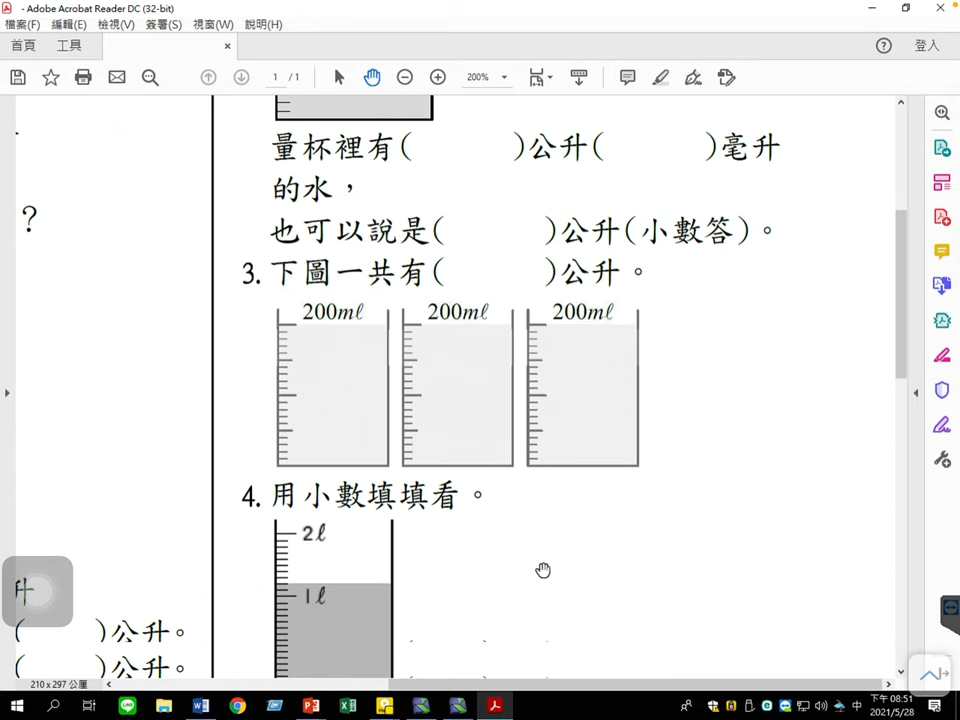 - Adobe Acrobat Reader DC (32-bit)
檔案(F) 編輯(E) 檢視(V) 簽署(S) 視窗(W) 說明(H)
首頁 工具 登入
1 / 1 200%
量杯裡有( )公升( )毫升
的水，
?
也可以說是( )公升(小數答)。
3. 下圖一共有( )公升。
200mℓ 200mℓ 200mℓ
4. 用小數填填看。
2ℓ
1ℓ
升
( )公升。
( )公升。
210 x 297 公厘
中
下午 08:51
2021/5/28